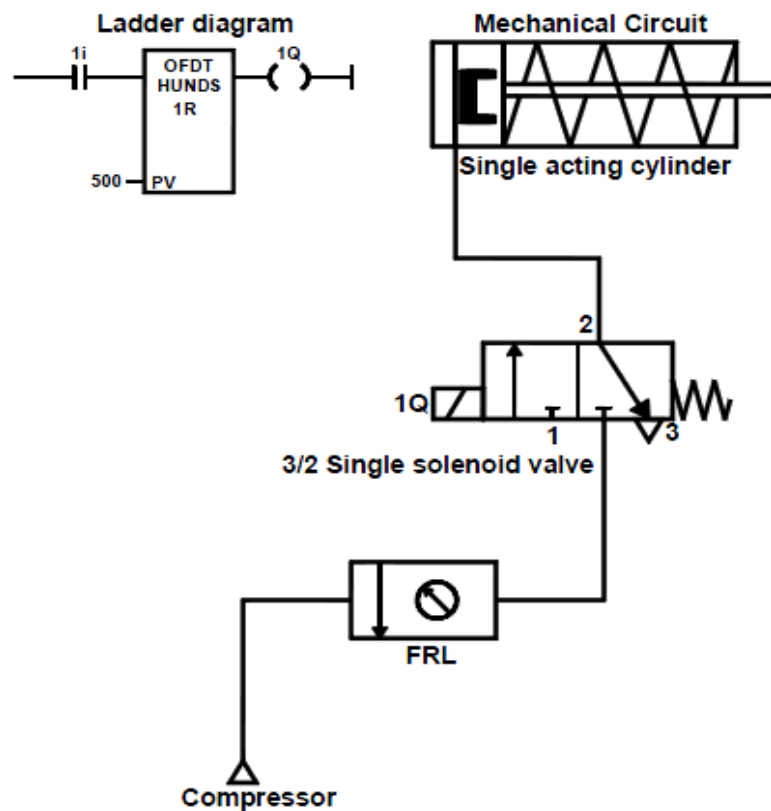 Ladder diagram
1i
OFDT
HUNDS
1R
1Q
500
PV
Mechanical Circuit
Single acting cylinder
2
1Q
1
3
3/2 Single solenoid valve
FRL
Compressor